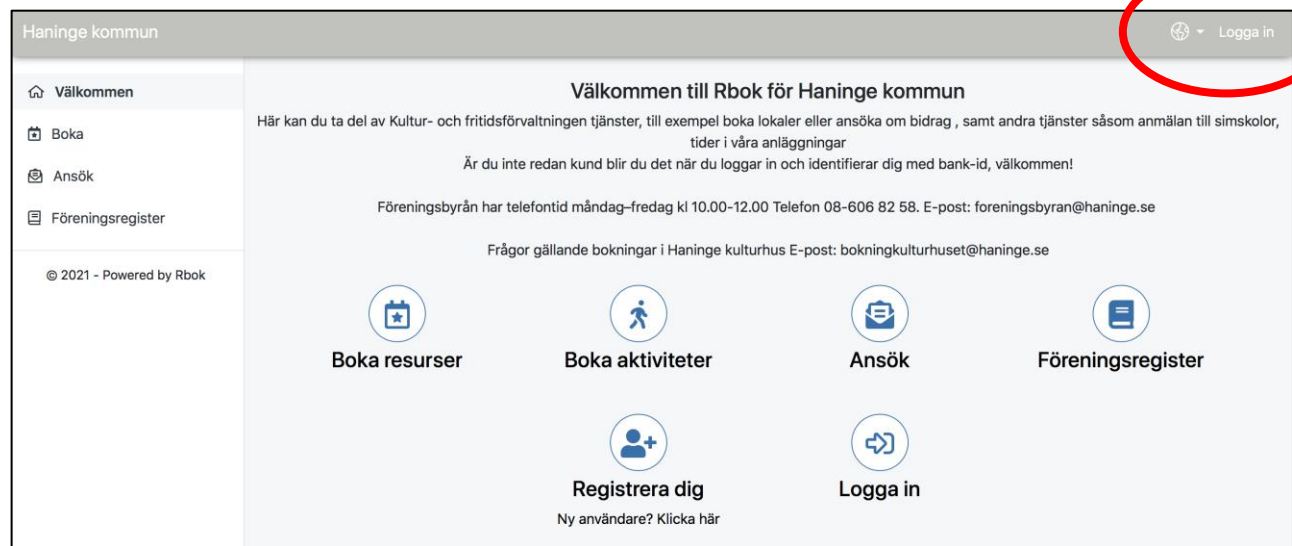 Haninge kommun
Logga in
Välkommen
Boka
Ansök
Föreningsregister
© 2021 - Powered by Rbok
Välkommen till Rbok för Haninge kommun
Här kan du ta del av Kultur- och fritidsförvaltningen tjänster, till exempel boka lokaler eller ansöka om bidrag , samt andra tjänster såsom anmälan till simskolor,
tider i våra anläggningar
Är du inte redan kund blir du det när du loggar in och identifierar dig med bank-id, välkommen!
Föreningsbyrån har telefontid måndag–fredag kl 10.00-12.00 Telefon 08-606 82 58. E-post: foreningsbyran@haninge.se
Frågor gällande bokningar i Haninge kulturhus E-post: bokningkulturhuset@haninge.se
Boka resurser
Boka aktiviteter
Ansök
Föreningsregister
Registrera dig
Ny användare? Klicka här
Logga in